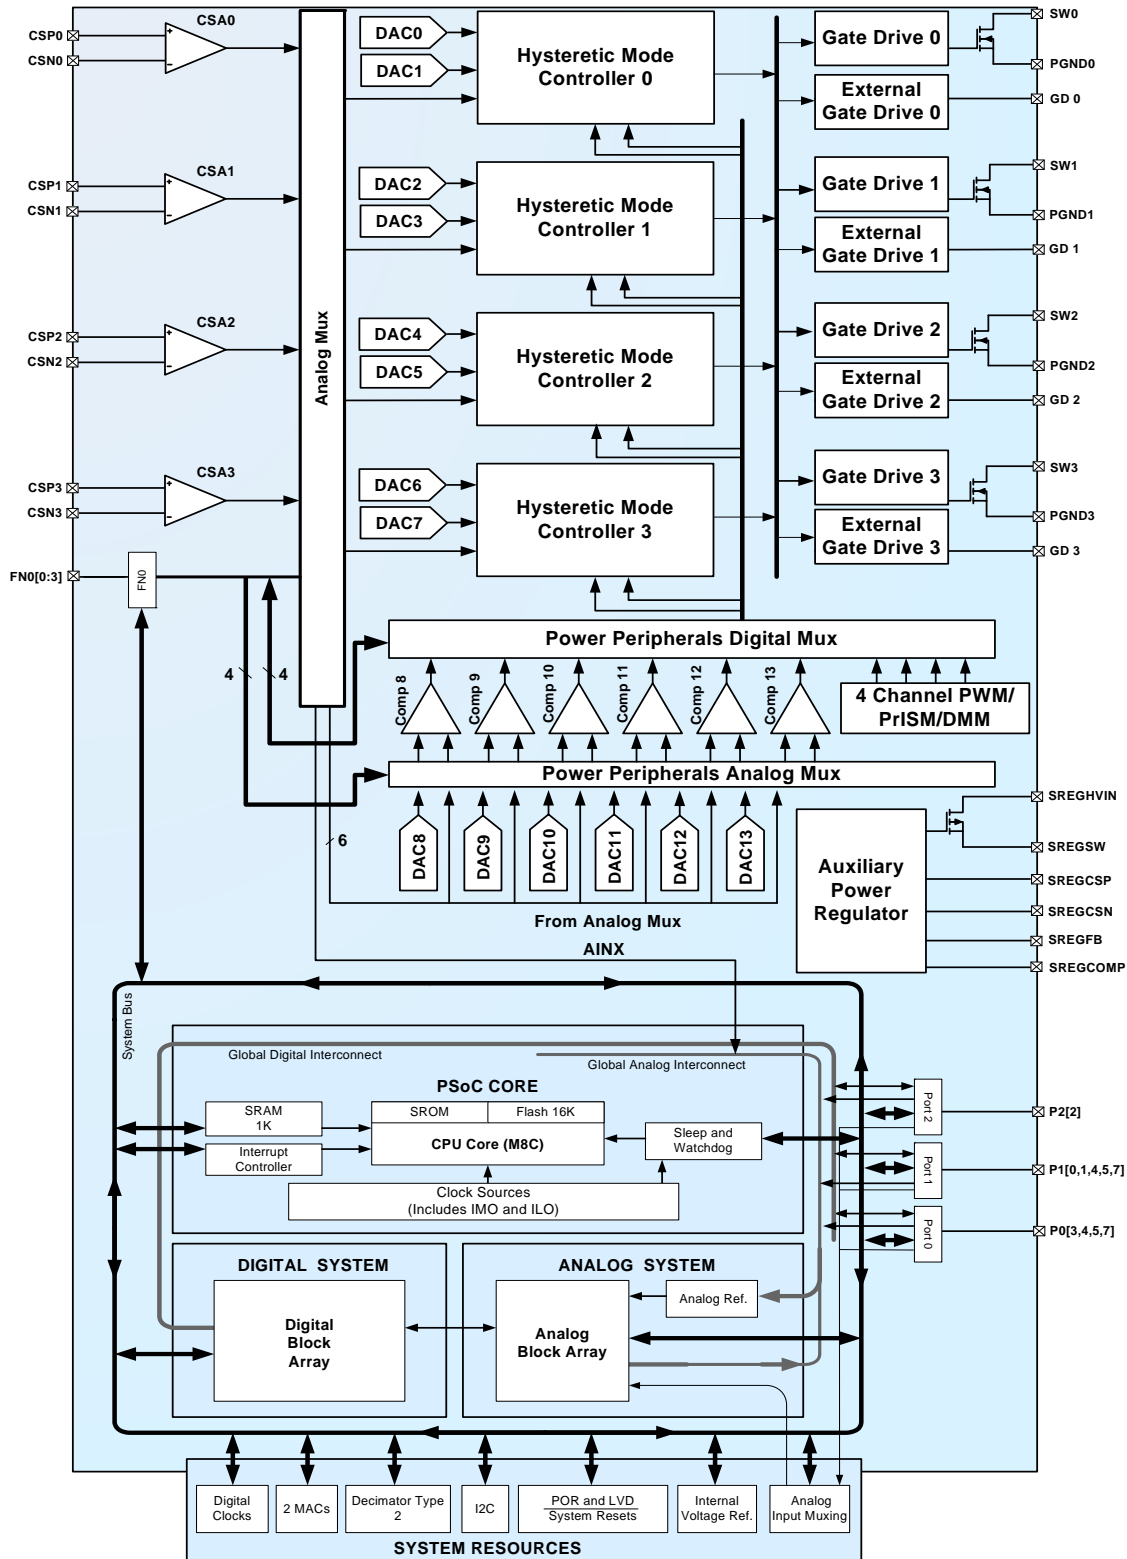 CSA0
CSP0
CSN0
CSA1
CSP1
CSN1
CSA2
CSP2
CSN2
CSA3
CSP3
CSN3
FN0[0:3]
FN0
Analog Mux
4
4
6
DAC0
DAC1
Hysteretic Mode
Controller 0
DAC2
DAC3
Hysteretic Mode
Controller 1
DAC4
DAC5
Hysteretic Mode
Controller 2
DAC6
DAC7
Hysteretic Mode
Controller 3
Gate Drive 0
External
Gate Drive 0
SW0
PGND0
GD 0
Gate Drive 1
External
Gate Drive 1
SW1
PGND1
GD 1
Gate Drive 2
External
Gate Drive 2
SW2
PGND2
GD 2
Gate Drive 3
External
Gate Drive 3
SW3
PGND3
GD 3
Power Peripherals Digital Mux
Comp 8
Comp 9
Comp 10
Comp 11
Comp 12
Comp 13
4 Channel PWM/
PrISM/DMM
Power Peripherals Analog Mux
DAC8
DAC9
DAC10
DAC11
DAC12
DAC13
From Analog Mux
AINX
Auxiliary
Power
Regulator
SREGHVIN
SREGSW
SREGCSP
SREGCSN
SREGFB
SREGCOMP
System Bus
Global Digital Interconnect
Global Analog Interconnect
PSoC CORE
SRAM
1K
SROM
Flash 16K
CPU Core (M8C)
Interrupt
Controller
Sleep and
Watchdog
Clock Sources
(Includes IMO and ILO)
Port 2
P2[2]
Port 1
P1[0,1,4,5,7]
Port 0
P0[3,4,5,7]
DIGITAL SYSTEM
Digital
Block
Array
ANALOG SYSTEM
Analog
Block Array
Analog Ref.
Digital
Clocks
2 MACs
Decimator Type
2
I2C
POR and LVD
System Resets
Internal
Voltage Ref.
Analog
Input Muxing
SYSTEM RESOURCES